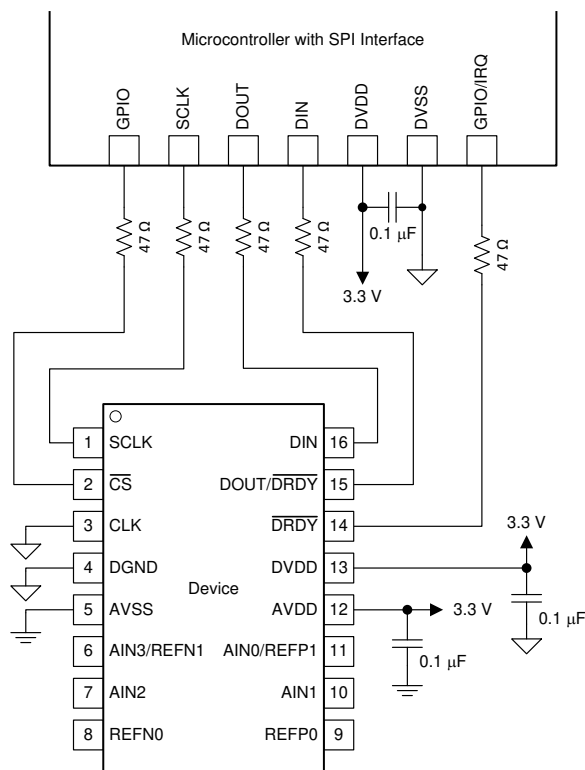 Microcontroller with SPI Interface
GPIO
SCLK
DOUT
DIN
DVDD
DVSS
GPIO/IRQ
47 Ω
47 Ω
47 Ω
47 Ω
0.1 μF
47 Ω
3.3 V
1 SCLK DIN 16
2 CS DOUT/DRDY 15
3 CLK DRDY 14
3.3 V
4 DGND DVDD 13
Device
5 AVSS AVDD 12
3.3 V
0.1 μF
6 AIN3/REFN1 AIN0/REFP1 11
0.1 μF
7 AIN2 AIN1 10
8 REFN0 REFP0 9